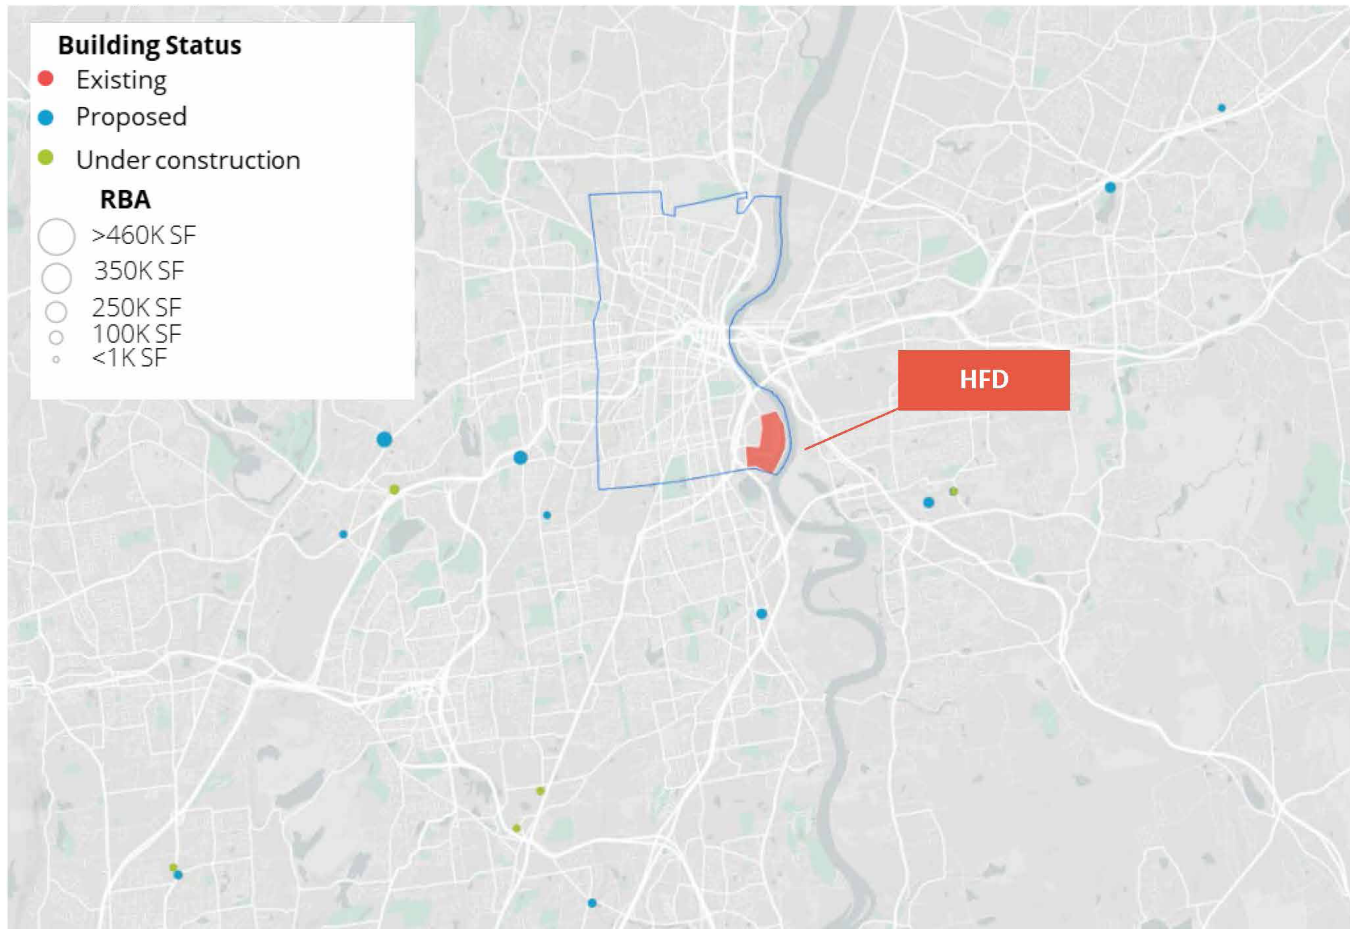 Building Status
Existing
Proposed
Under construction
RBA
>460K SF
350K SF
250K SF
100K SF
<1K SF
HFD